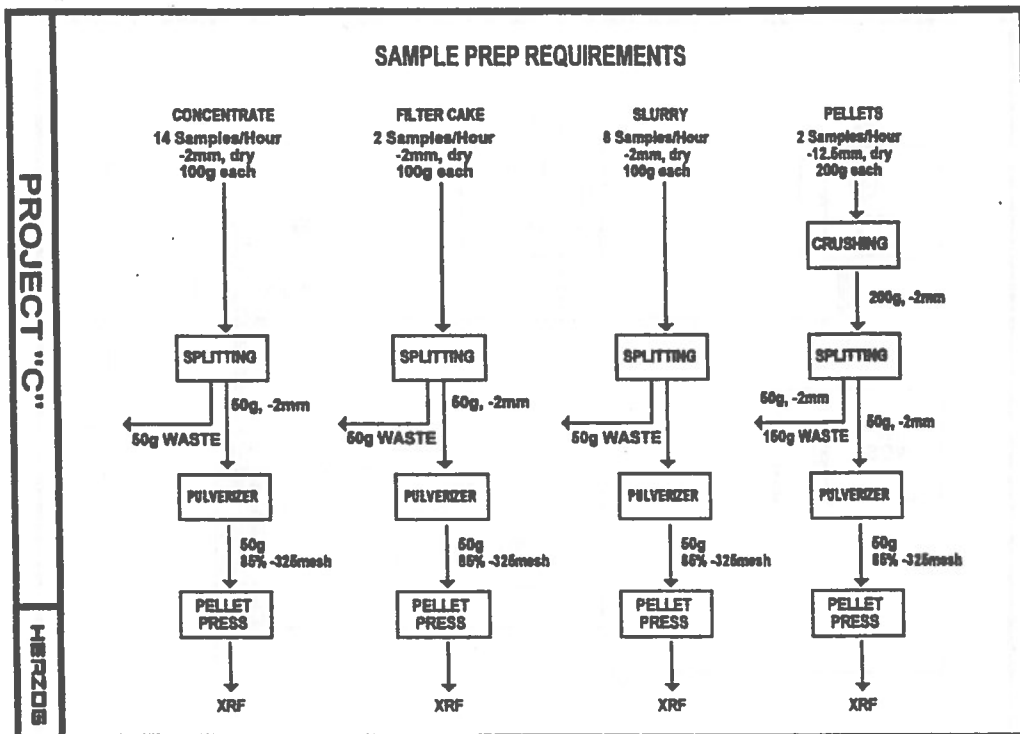 SAMPLE PREP REQUIREMENTS
CONCENTRATE
14 Samples/Hour
-2mm, dry
100g each
SPLITTING
50g, -2mm
50g WASTE
PULVERIZER
50g
85% -325mesh
PELLET
PRESS
XRF
FILTER CAKE
2 Samples/Hour
-2mm, dry
100g each
SPLITTING
50g, -2mm
50g WASTE
PULVERIZER
50g
85% -325mesh
PELLET
PRESS
XRF
SLURRY
8 Samples/Hour
-2mm, dry
100g each
SPLITTING
50g WASTE
PULVERIZER
50g
85% -325mesh
PELLET
PRESS
XRF
PELLETS
2 Samples/Hour
-12.5mm, dry
200g each
CRUSHING
200g, -2mm
SPLITTING
50g, -2mm
50g, -2mm
150g WASTE
PULVERIZER
50g
85% -325mesh
PELLET
PRESS
XRF
PROJECT "C"
HERZOG